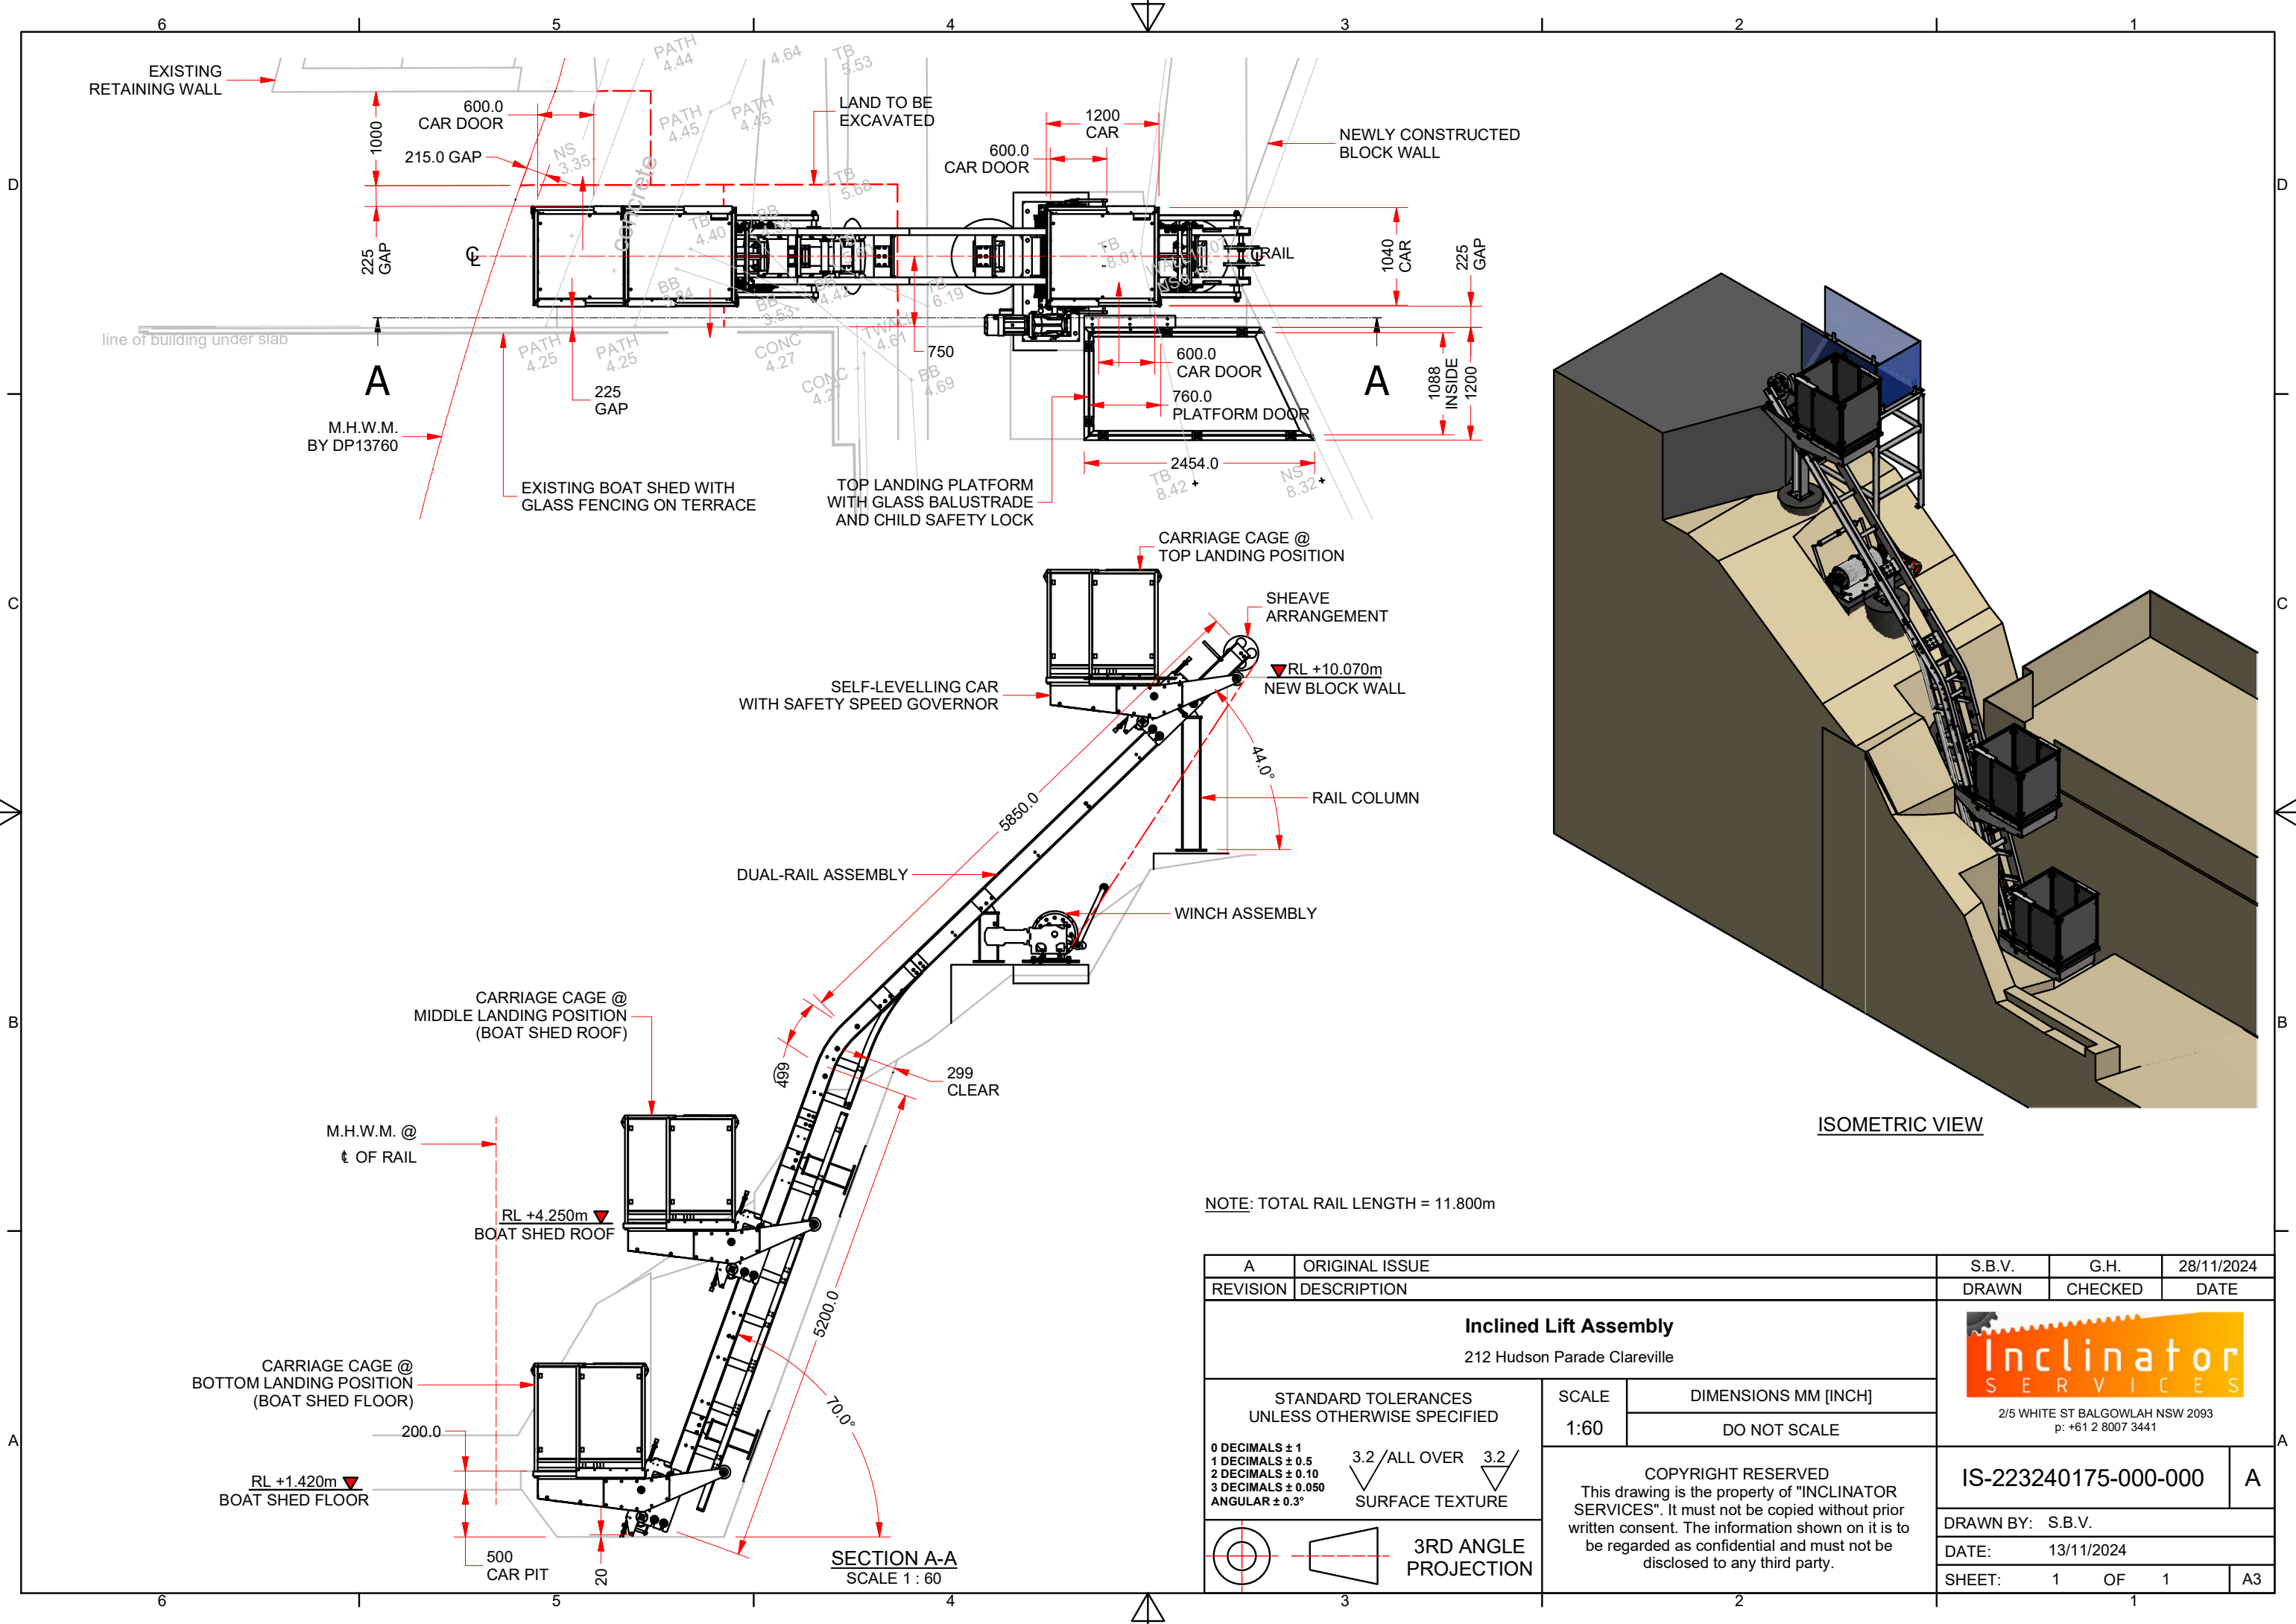 6
5
4
3
2
1
D
C
B
A
EXISTING
RETAINING WALL
1000
600.0
CAR DOOR
215.0 GAP
225
GAP
PATH
4.44
4.64
TB
5.53
PATH
4.45
PATH
4.45
NS
3.35
Concrete
LAND TO BE
EXCAVATED
TB
5.60
TB
4.40
BB
BB
3.53
BB
4.42
TB
6.19
TWALL
4.61
750
CONC
4.27
CONC
BB
4.69
PATH
4.25
PATH
4.25
line of building under slab
A
225
GAP
M.H.W.M.
BY DP13760
EXISTING BOAT SHED WITH
GLASS FENCING ON TERRACE
1200
CAR
600.0
CAR DOOR
NEWLY CONSTRUCTED
BLOCK WALL
TB
8.01
RAIL
1040
CAR
225
GAP
600.0
CAR DOOR
760.0
PLATFORM DOOR
1088
INSIDE
1200
A
2454.0
TB
8.42
NS
8.32
TOP LANDING PLATFORM
WITH GLASS BALUSTRADE
AND CHILD SAFETY LOCK
CARRIAGE CAGE @
TOP LANDING POSITION
SHEAVE
ARRANGEMENT
RL +10.070m
NEW BLOCK WALL
SELF-LEVELLING CAR
WITH SAFETY SPEED GOVERNOR
44.0°
5850.0
RAIL COLUMN
DUAL-RAIL ASSEMBLY
WINCH ASSEMBLY
CARRIAGE CAGE @
MIDDLE LANDING POSITION
(BOAT SHED ROOF)
499
299
CLEAR
M.H.W.M. @
℄ OF RAIL
RL +4.250m
BOAT SHED ROOF
5200.0
70.0°
CARRIAGE CAGE @
BOTTOM LANDING POSITION
(BOAT SHED FLOOR)
200.0
RL +1.420m
BOAT SHED FLOOR
500
CAR PIT
20
SECTION A-A
SCALE 1 : 60
ISOMETRIC VIEW
NOTE: TOTAL RAIL LENGTH = 11.800m
A ORIGINAL ISSUE S.B.V. G.H. 28/11/2024
REVISION DESCRIPTION DRAWN CHECKED DATE
Inclined Lift Assembly
212 Hudson Parade Clareville
STANDARD TOLERANCES
UNLESS OTHERWISE SPECIFIED
0 DECIMALS ± 1
1 DECIMALS ± 0.5
2 DECIMALS ± 0.10
3 DECIMALS ± 0.050
ANGULAR ± 0.3°
3.2 ALL OVER 3.2
SURFACE TEXTURE
3RD ANGLE
PROJECTION
SCALE
1:60
DIMENSIONS MM [INCH]
DO NOT SCALE
COPYRIGHT RESERVED
This drawing is the property of "INCLINATOR
SERVICES". It must not be copied without prior
written consent. The information shown on it is to
be regarded as confidential and must not be
disclosed to any third party.
Inclinator
SERVICES
2/5 WHITE ST BALGOWLAH NSW 2093
p: +61 2 8007 3441
IS-223240175-000-000 A
DRAWN BY: S.B.V.
DATE: 13/11/2024
SHEET: 1 OF 1 A3
D
C
B
A
6
5
4
3
2
1